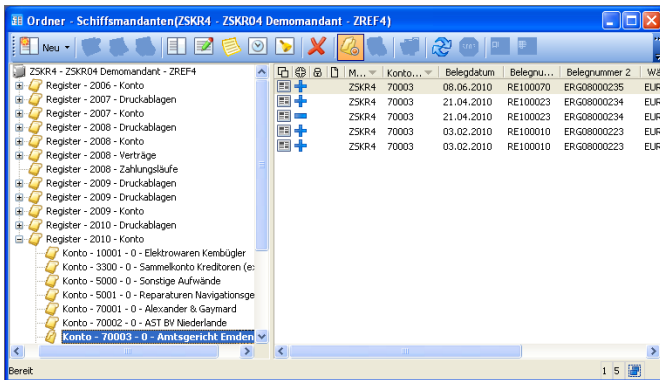 Ordner - Schiffsmandanten(ZSKR4 - ZSKR04 Demomandant - ZREF4)
Neu
ZSKR4 - ZSKR04 Demomandant - ZREF4
Register - 2006 - Konto
Register - 2007 - Druckablagen
Register - 2007 - Konto
Register - 2008 - Druckablagen
Register - 2008 - Konto
Register - 2008 - Verträge
Register - 2008 - Zahlungsläufe
Register - 2009 - Druckablagen
Register - 2009 - Druckablagen
Register - 2009 - Konto
Register - 2010 - Druckablagen
Register - 2010 - Konto
Konto - 10001 - 0 - Elektrowaren Kembügler
Konto - 3300 - 0 - Sammelkonto Kreditoren (e
Konto - 5000 - 0 - Sonstige Aufwände
Konto - 5001 - 0 - Reparaturen Navigationsge
Konto - 70001 - 0 - Alexander & Gaymard
Konto - 70002 - 0 - AST BV Niederlande
Konto - 70003 - 0 - Amtsgericht Emden
M... Konto... Belegdatum Belegnu... Belegnummer 2 Wä
ZSKR4 70003 08.06.2010 RE100070 ERG08000235 EUR
ZSKR4 70003 21.04.2010 RE100023 ERG08000234 EUR
ZSKR4 70003 21.04.2010 RE100023 ERG08000234 EUR
ZSKR4 70003 03.02.2010 RE100010 ERG08000223 EUR
ZSKR4 70003 03.02.2010 RE100010 ERG08000223 EUR
Bereit
1 5